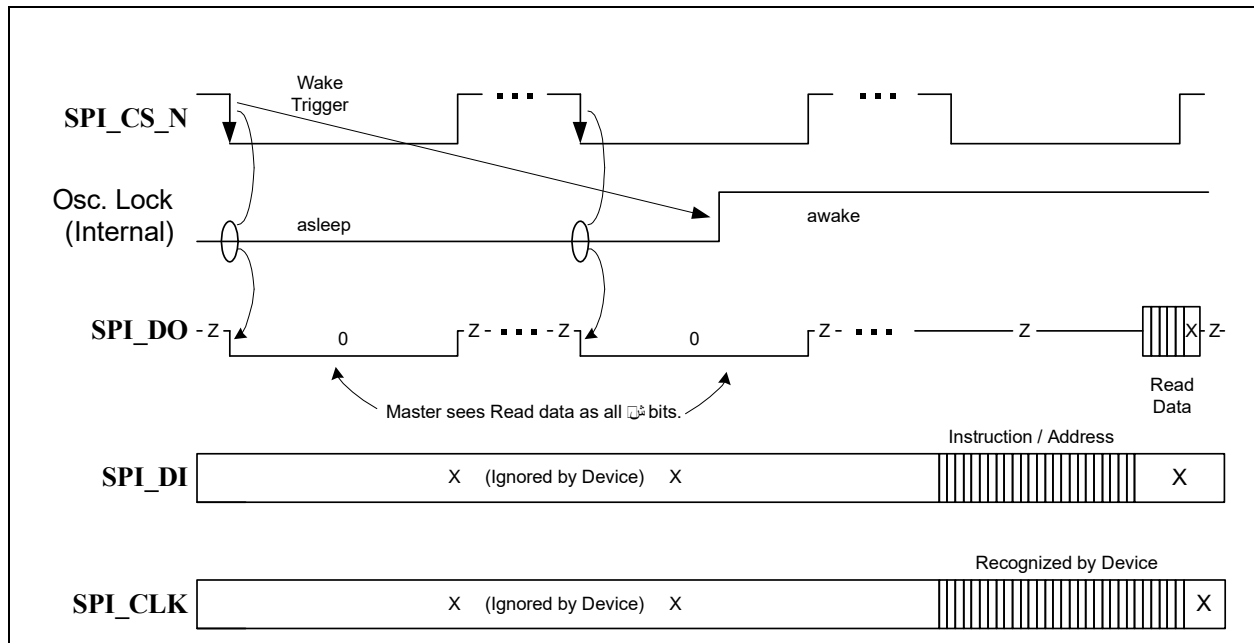 Wake
Trigger
SPI_CS_N
Osc. Lock
(Internal)
asleep
awake
SPI_DO
Z
0
Z
Z
0
Z
Z
X
Z
Read
Data
Master sees Read data as all bits.
Instruction / Address
SPI_DI
X (Ignored by Device) X
X
Recognized by Device
SPI_CLK
X (Ignored by Device) X
X